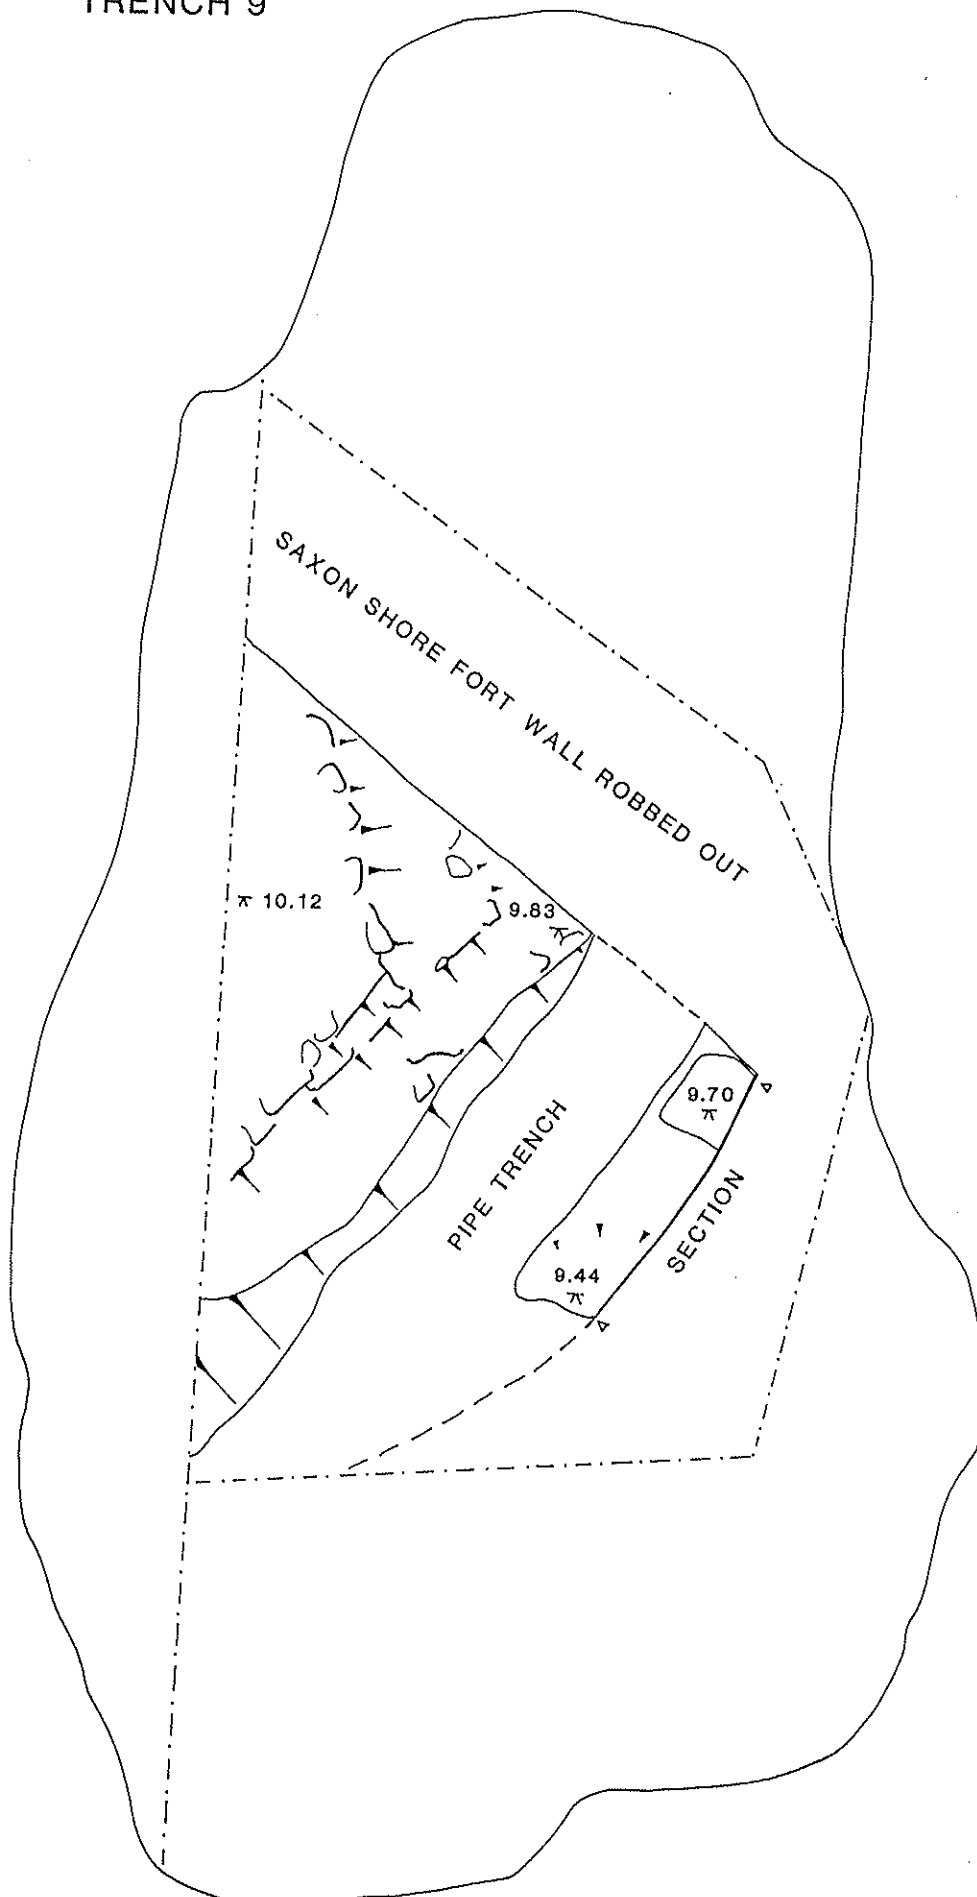 TRENCH 9
SAXON SHORE FORT WALL ROBBED OUT
10.12
9.83
9.70
PIPE TRENCH
SECTION
9.44